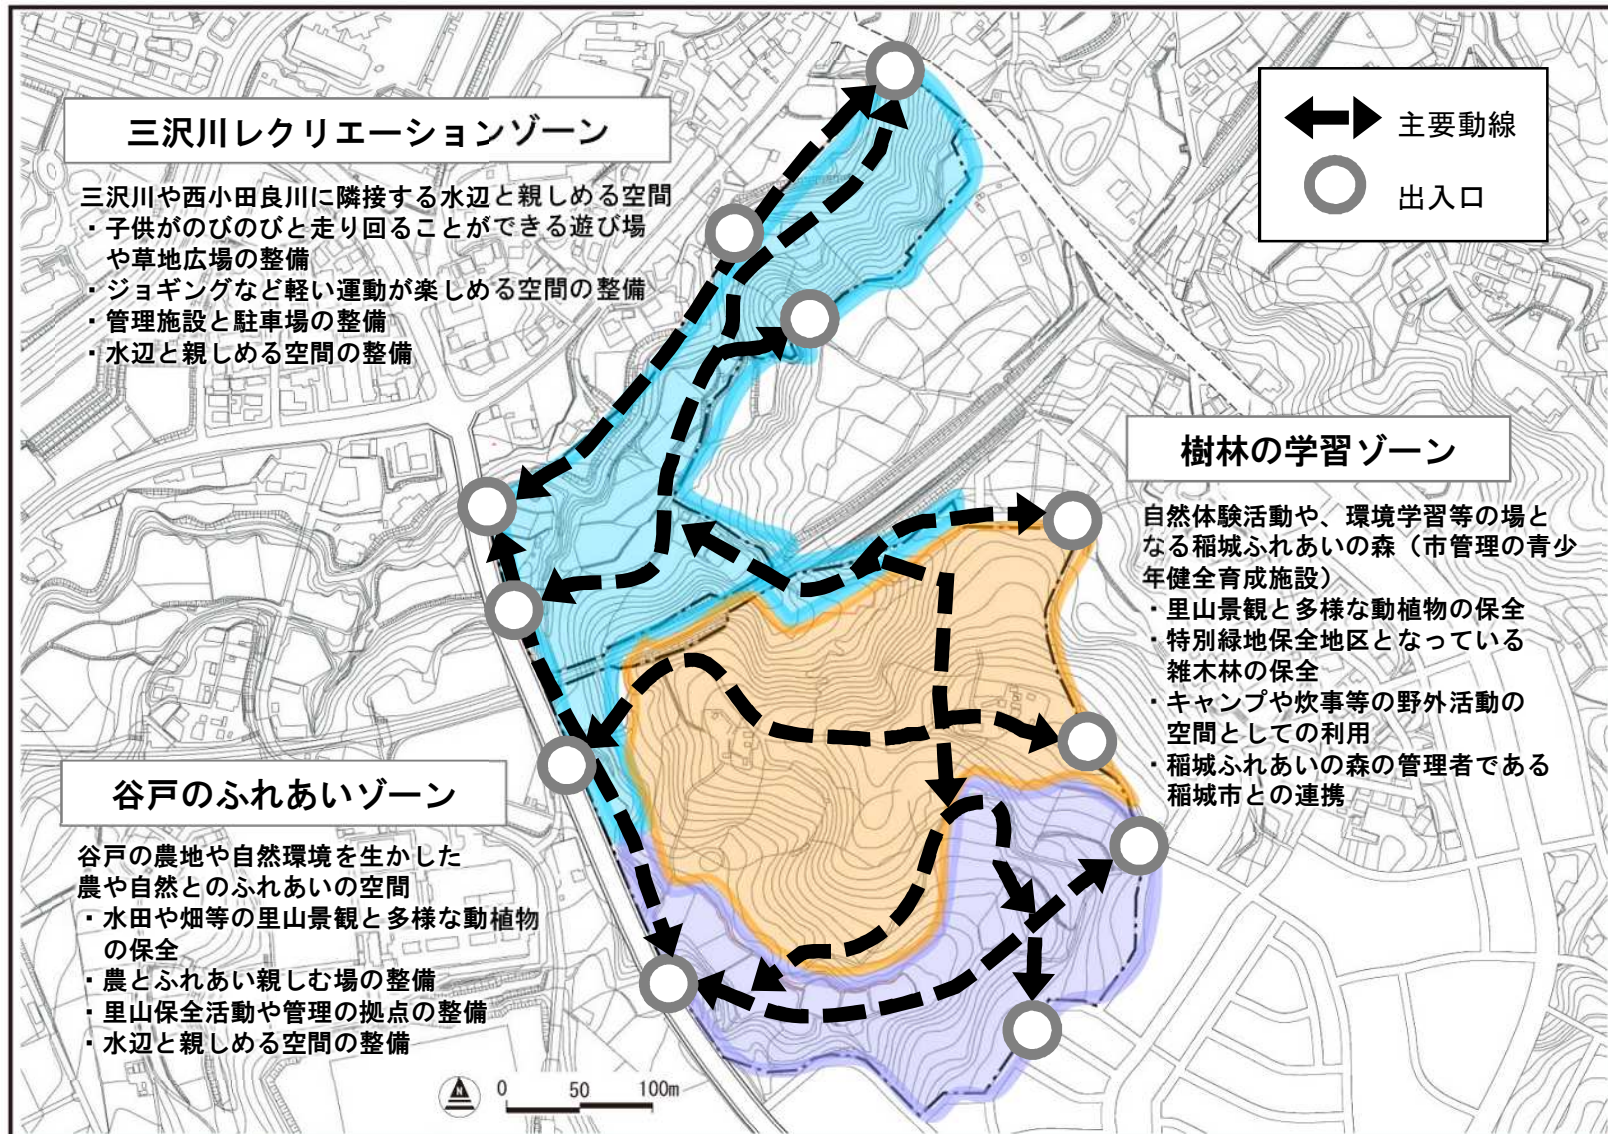 三沢川レクリエーションゾーン
三沢川や西小田良川に隣接する水辺と親しめる空間
・子供がのびのびと走り回ることができる遊び場
や草地広場の整備
・ジョギングなど軽い運動が楽しめる空間の整備
・管理施設と駐車場の整備
・水辺と親しめる空間の整備
主要動線
出入口
樹林の学習ゾーン
自然体験活動や、環境学習等の場と
なる稲城ふれあいの森（市管理の青少
年健全育成施設）
・里山景観と多様な動植物の保全
・特別緑地保全地区となっている
雑木林の保全
・キャンプや炊事等の野外活動の
空間としての利用
・稲城ふれあいの森の管理者である
稲城市との連携
谷戸のふれあいゾーン
谷戸の農地や自然環境を生かした
農や自然とのふれあいの空間
・水田や畑等の里山景観と多様な動植物
の保全
・農とふれあい親しむ場の整備
・里山保全活動や管理の拠点の整備
・水辺と親しめる空間の整備
N
0 50 100m